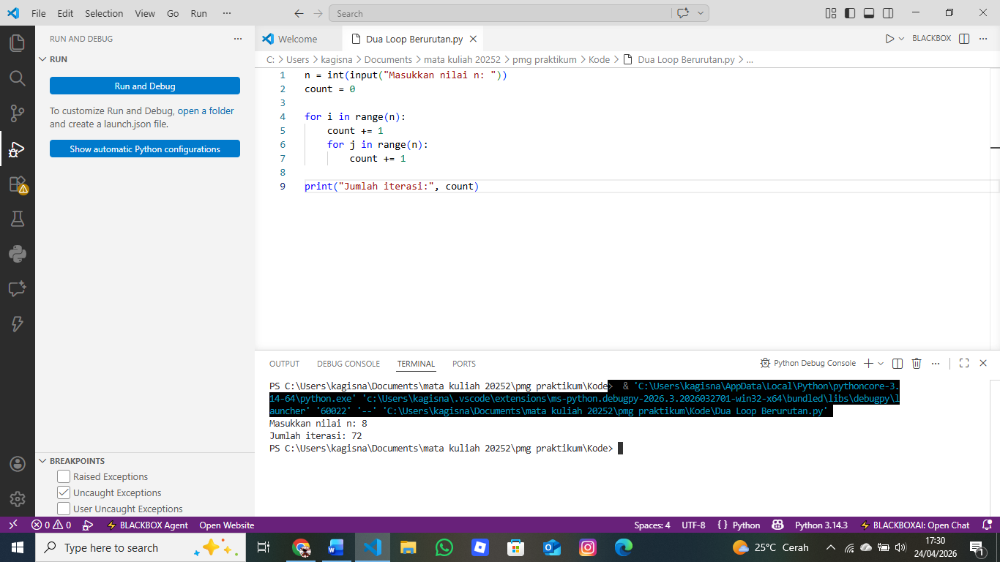 File Edit Selection View Go Run ··· Search
RUN AND DEBUG ···
Welcome Dua Loop Berurutan.py BLACKBOX ···
RUN
C: > Users > kagisna > Documents > mata kuliah 20252 > pmg praktikum > Kode > Dua Loop Berurutan.py > ...
Run and Debug
To customize Run and Debug, open a folder
and create a launch.json file.
Show automatic Python configurations
1 n = int(input("Masukkan nilai n: "))
2 count = 0
3
4 for i in range(n):
5     count += 1
6     for j in range(n):
7         count += 1
8
9 print("Jumlah iterasi:", count)
OUTPUT DEBUG CONSOLE TERMINAL PORTS Python Debug Console ···
PS C:\Users\kagisna\Documents\mata kuliah 20252\pmg praktikum\Kode>  & 'C:\Users\kagisna\AppData\Local\Python\pythoncore-3.
14-64\python.exe' 'c:\Users\kagisna\.vscode\extensions\ms-python.debugpy-2026.3.2026032701-win32-x64\bundled\libs\debugpy\l
auncher' '60022' '--' 'C:\Users\kagisna\Documents\mata kuliah 20252\pmg praktikum\Kode\Dua Loop Berurutan.py'
Masukkan nilai n: 8
Jumlah iterasi: 72
PS C:\Users\kagisna\Documents\mata kuliah 20252\pmg praktikum\Kode>
BREAKPOINTS
Raised Exceptions
Uncaught Exceptions
User Uncaught Exceptions
0 0 BLACKBOX Agent Open Website Spaces: 4 UTF-8 { } Python Python 3.14.3 BLACKBOXAI: Open Chat
Type here to search 25°C Cerah 17:30
24/04/2026 1